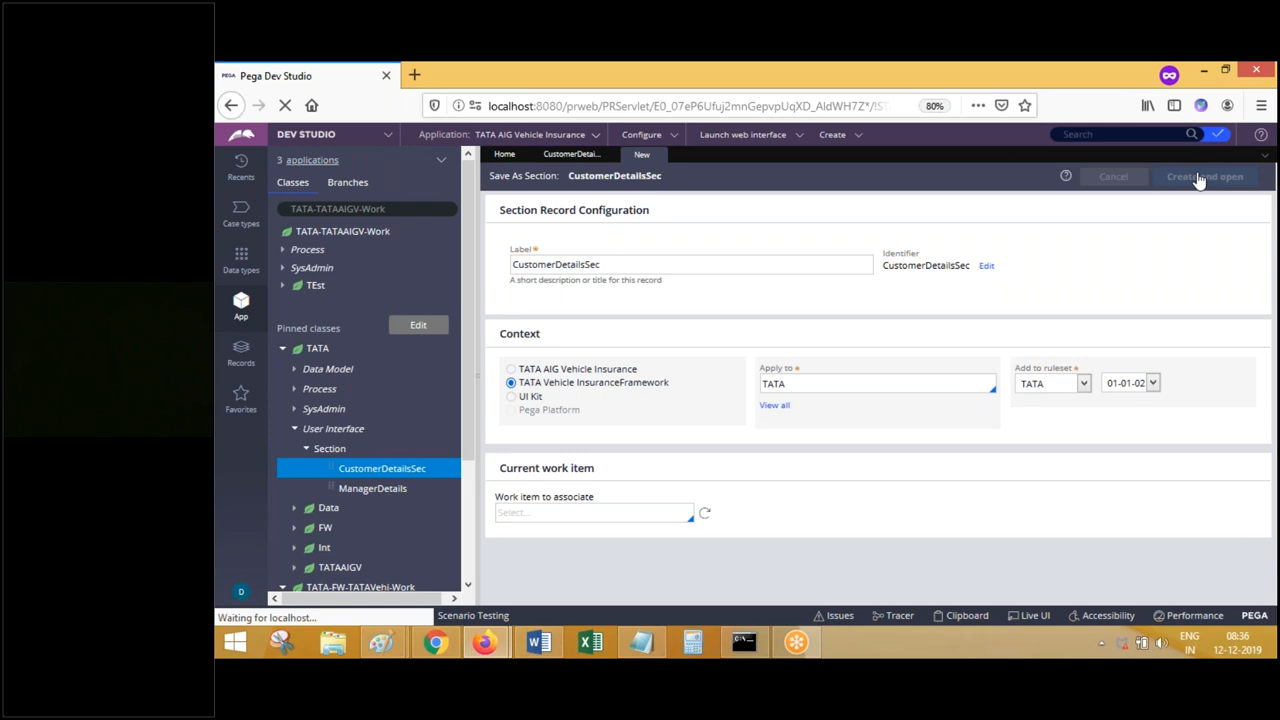 PEGA Pega Dev Studio
localhost:8080/prweb/PRServlet/E0_07eP6Ufuj2mnGepvpUqXD_AldWH7Z*/!ST
80%
DEV STUDIO
Application: TATA AIG Vehicle Insurance
Configure
Launch web interface
Create
Search
Recents
Case types
Data types
App
Records
Favorites
D
3 applications
Classes Branches
TATA-TATAAIGV-Work
TATA-TATAAIGV-Work
Process
SysAdmin
TEst
Pinned classes
Edit
TATA
Data Model
Process
SysAdmin
User Interface
Section
CustomerDetailsSec
ManagerDetails
Data
FW
Int
TATAAIGV
TATA-FW-TATAVehi-Work
Home CustomerDetai... New
Save As Section: CustomerDetailsSec
Cancel Create and open
Section Record Configuration
Label*
CustomerDetailsSec
A short description or title for this record
Identifier
CustomerDetailsSec Edit
Context
TATA AIG Vehicle Insurance
TATA Vehicle InsuranceFramework
UI Kit
Pega Platform
Apply to *
TATA
View all
Add to ruleset *
TATA 01-01-02
Current work item
Work item to associate
Select...
Waiting for localhost...
Scenario Testing
Issues Tracer Clipboard Live UI Accessibility Performance PEGA
ENG
IN
08:36
12-12-2019